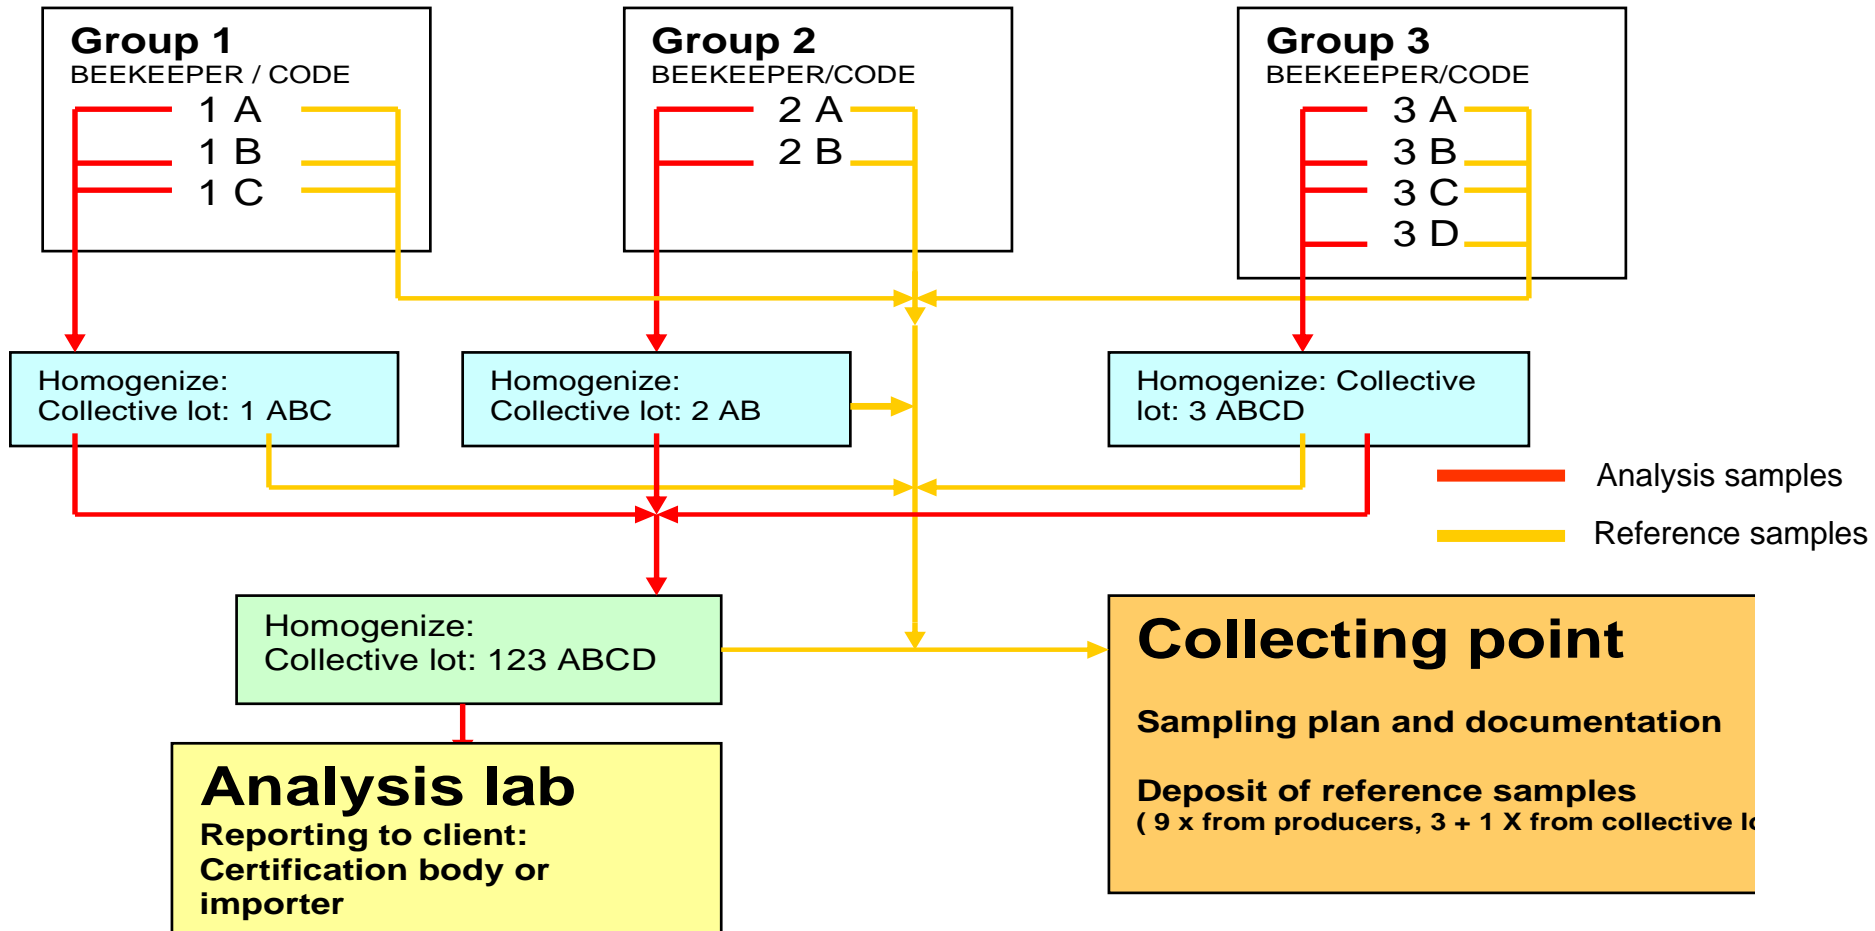 Group 1
BEEKEEPER / CODE
1 A
1 B
1 C
Group 2
BEEKEEPER/CODE
2 A
2 B
Group 3
BEEKEEPER/CODE
3 A
3 B
3 C
3 D
Homogenize:
Collective lot: 1 ABC
Homogenize:
Collective lot: 2 AB
Homogenize: Collective
lot: 3 ABCD
Analysis samples
Reference samples
Homogenize:
Collective lot: 123 ABCD
Collecting point
Sampling plan and documentation
Deposit of reference samples
( 9 x from producers, 3 + 1 X from collective
Analysis lab
Reporting to client:
Certification body or
importer